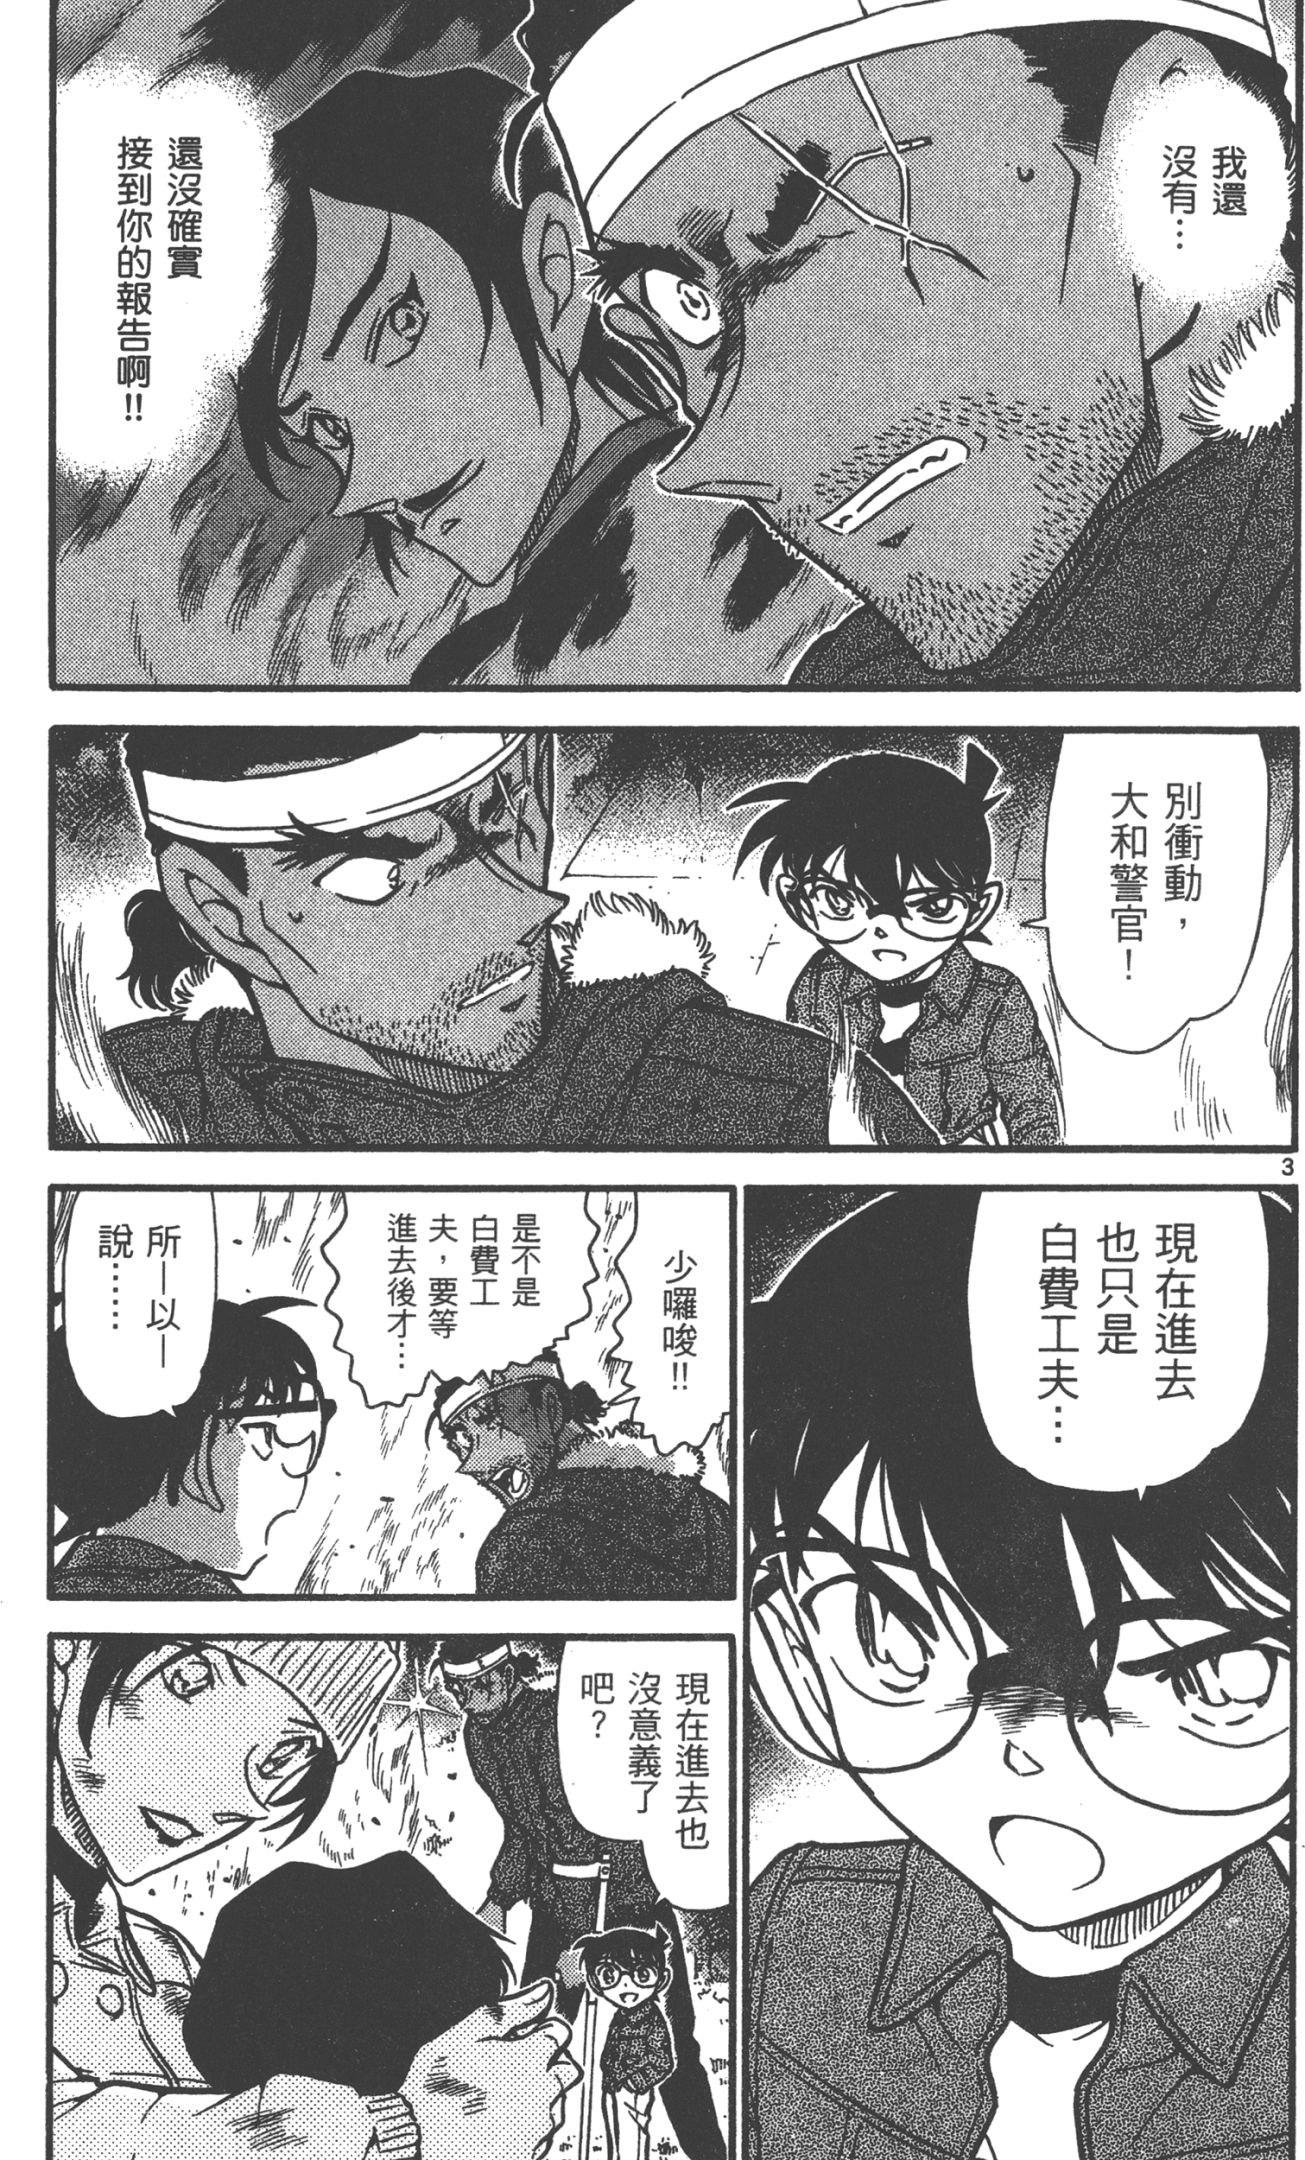 我還
沒有…
還沒確實
接到你的報告啊!!
別衝動，
大和警官！
3
現在進去
也只是
白費工夫…
少囉唆!!
是不是
白費工
夫，要等
進去後才…
所—以—
說……
現在進去也
沒意義了
吧？